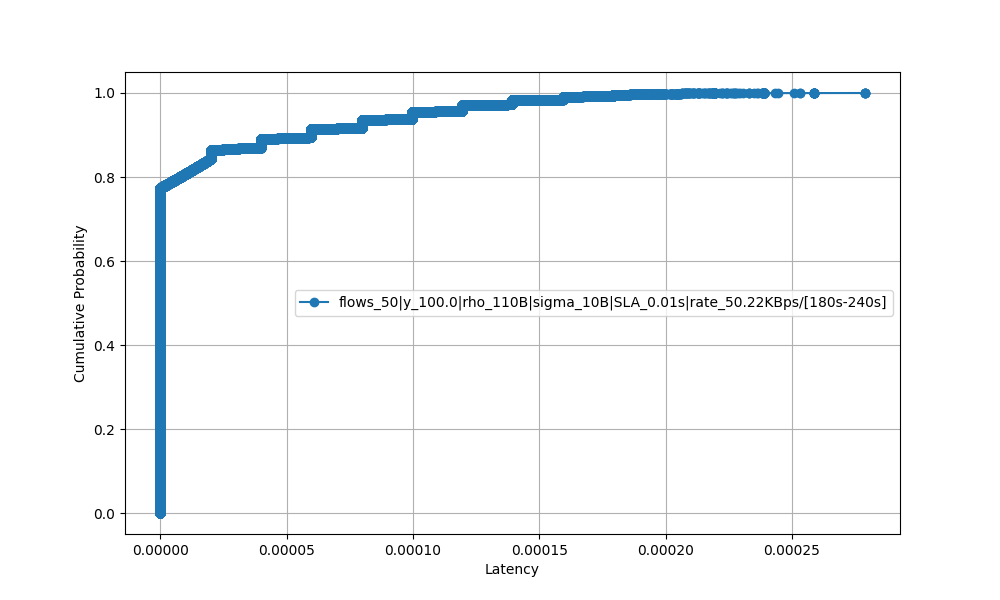 1.0
0.8
0.6
0.4
0.2
0.0
Cumulative Probability
flows_50|y_100.0|rho_110B|sigma_10B|SLA_0.01s|rate_50.22KBps/[180s-240s]
0.00000 0.00005 0.00010 0.00015 0.00020 0.00025
Latency